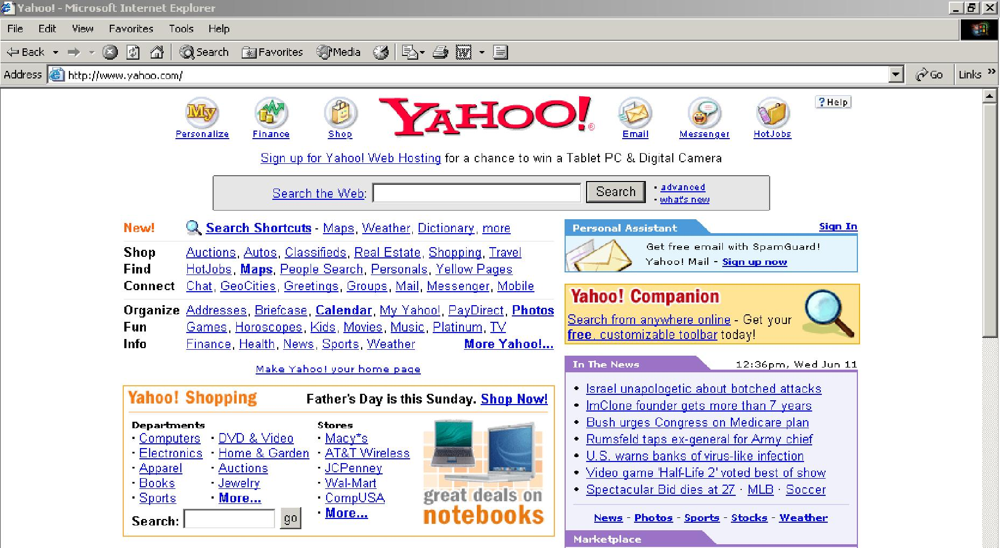 Yahoo! - Microsoft Internet Explorer
File Edit View Favorites Tools Help
Back Search Favorites Media
Address http://www.yahoo.com/ Go Links »
My
YAHOO!®
? Help
Personalize Finance Shop Email Messenger HotJobs
Sign up for Yahoo! Web Hosting for a chance to win a Tablet PC & Digital Camera
Search the Web: Search
· advanced
· what's new
New! Search Shortcuts - Maps, Weather, Dictionary, more
Shop Auctions, Autos, Classifieds, Real Estate, Shopping, Travel
Find HotJobs, Maps, People Search, Personals, Yellow Pages
Connect Chat, GeoCities, Greetings, Groups, Mail, Messenger, Mobile
Organize Addresses, Briefcase, Calendar, My Yahoo!, PayDirect, Photos
Fun Games, Horoscopes, Kids, Movies, Music, Platinum, TV
Info Finance, Health, News, Sports, Weather More Yahoo!...
Make Yahoo! your home page
Yahoo! Shopping Father's Day is this Sunday. Shop Now!
Departments
· Computers
· Electronics
· Apparel
· Books
· Sports
· DVD & Video
· Home & Garden
· Auctions
· Jewelry
· More...
Search: go
Stores
· Macy*s
· AT&T Wireless
· JCPenney
· Wal-Mart
· CompUSA
· More...
great deals on
notebooks
Personal Assistant Sign In
Get free email with SpamGuard!
Yahoo! Mail - Sign up now
Yahoo! Companion
Search from anywhere online - Get your
free, customizable toolbar today!
In The News 12:36pm, Wed Jun 11
• Israel unapologetic about botched attacks
• ImClone founder gets more than 7 years
• Bush urges Congress on Medicare plan
• Rumsfeld taps ex-general for Army chief
• U.S. warns banks of virus-like infection
• Video game 'Half-Life 2' voted best of show
• Spectacular Bid dies at 27 · MLB · Soccer
News - Photos - Sports - Stocks - Weather
Marketplace